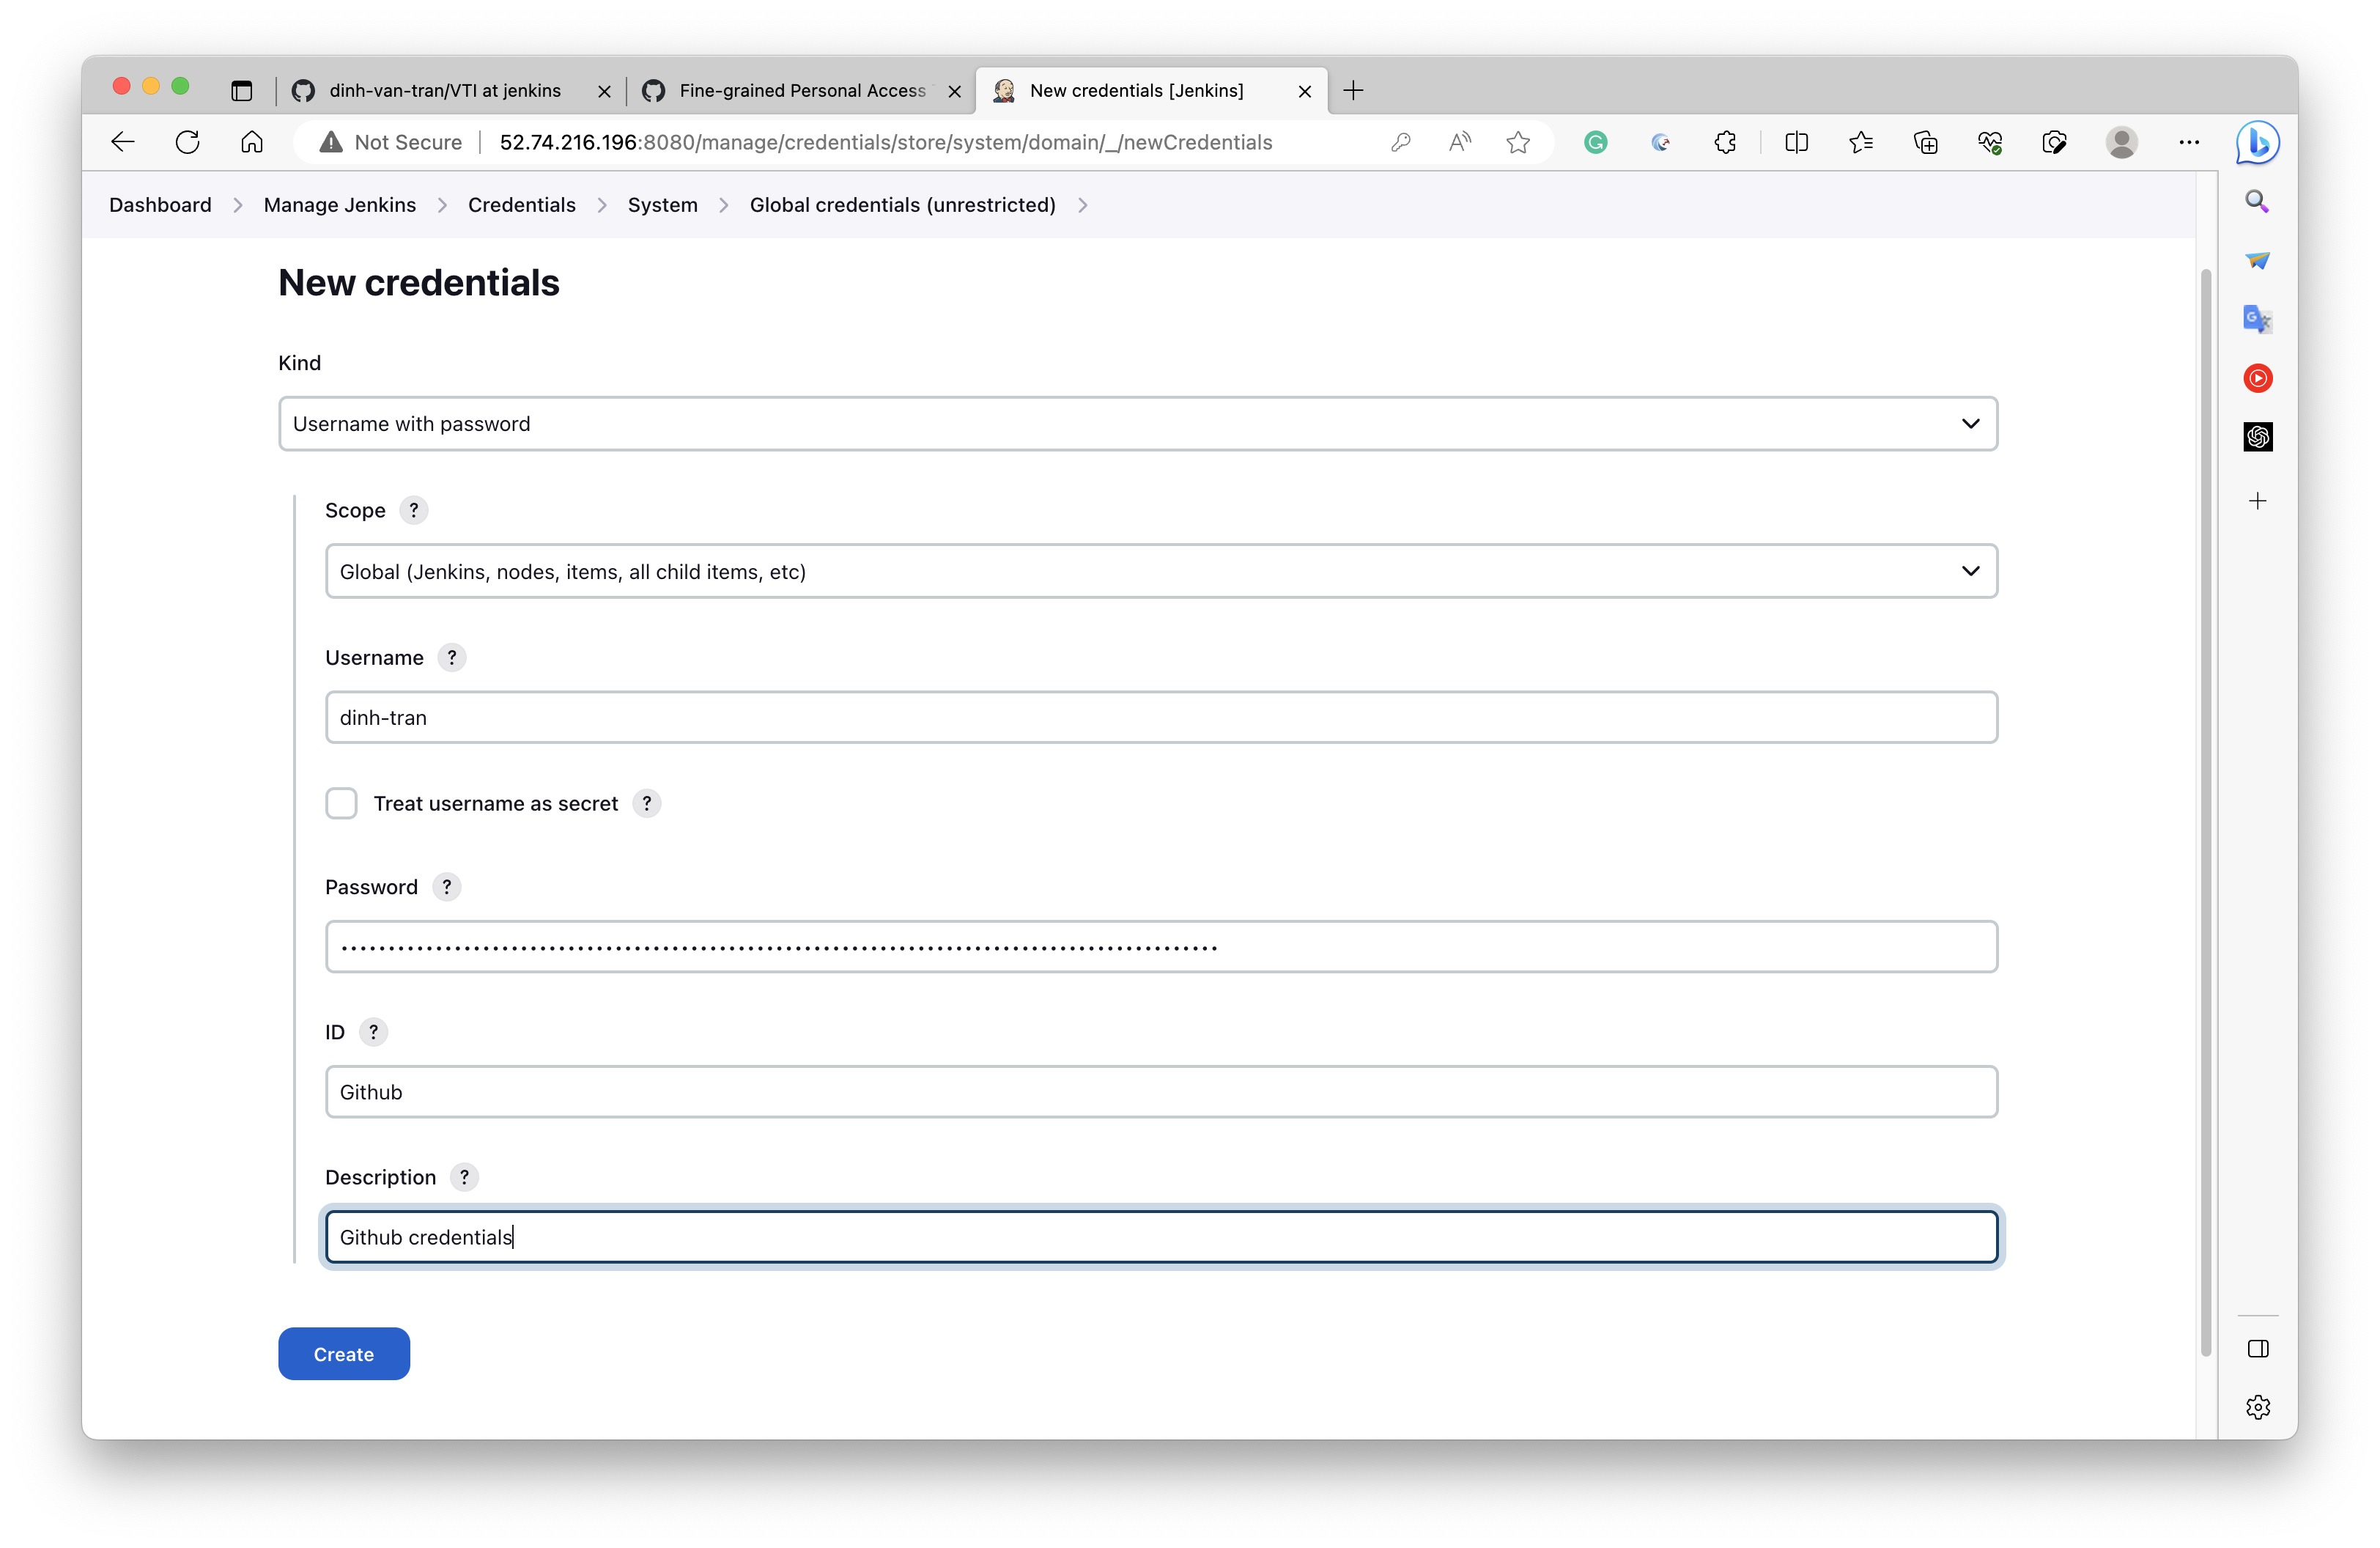 dinh-van-tran/VTI at jenkins
Fine-grained Personal Access
New credentials [Jenkins]
Not Secure
52.74.216.196:8080/manage/credentials/store/system/domain/_/newCredentials
Dashboard > Manage Jenkins > Credentials > System > Global credentials (unrestricted) >
New credentials
Kind
Username with password
Scope ?
Global (Jenkins, nodes, items, all child items, etc)
Username ?
dinh-tran
Treat username as secret ?
Password ?
ID ?
Github
Description ?
Github credentials
Create